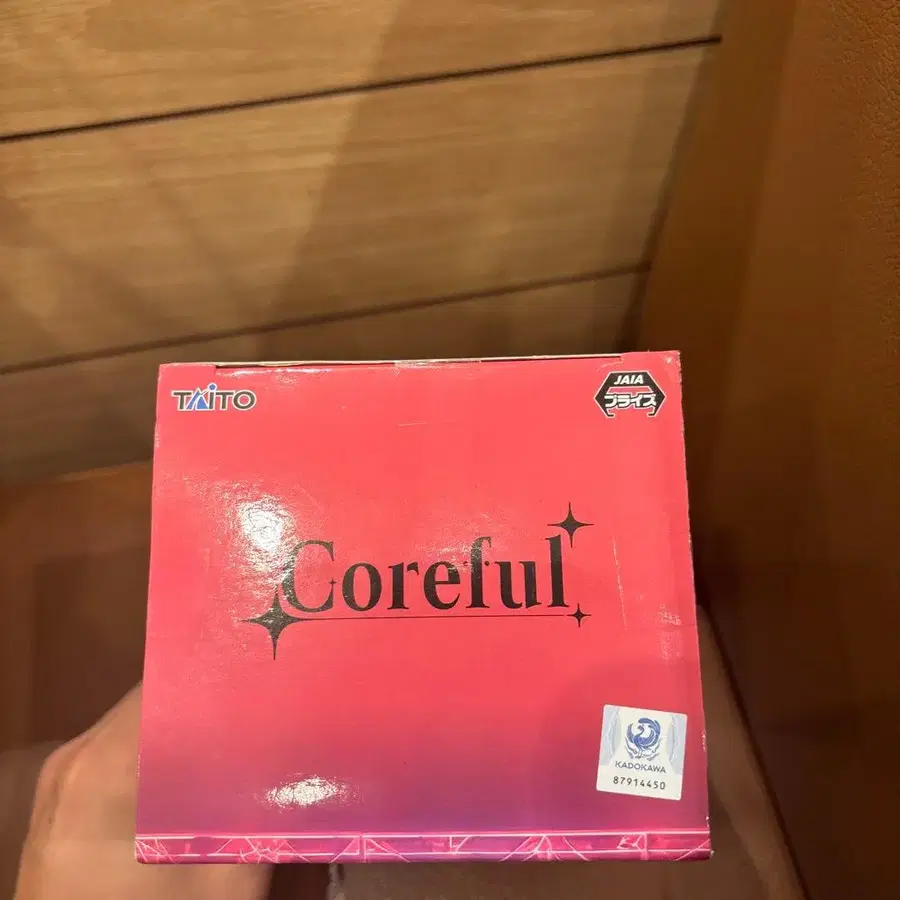 TAITO
JAIA
プライズ
Coreful
KADOKAWA
87914450